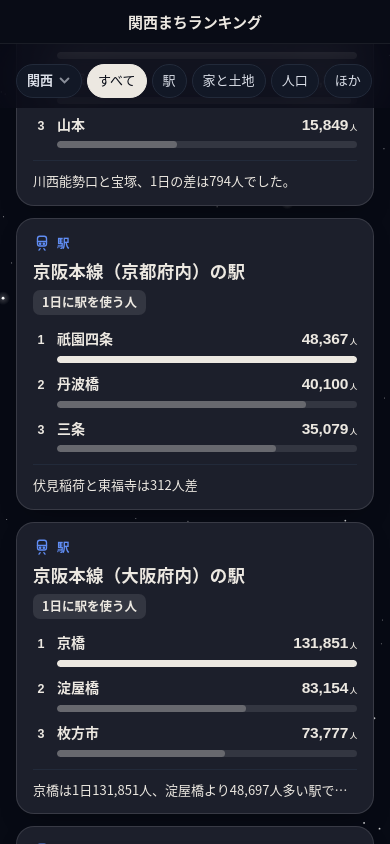 関西まちランキング
関西
すべて
駅
家と土地
人口
ほか
3 山本 15,849人
川西能勢口と宝塚、1日の差は794人でした。
駅
京阪本線（京都府内）の駅
1日に駅を使う人
1 祇園四条 48,367人
2 丹波橋 40,100人
3 三条 35,079人
伏見稲荷と東福寺は312人差
駅
京阪本線（大阪府内）の駅
1日に駅を使う人
1 京橋 131,851人
2 淀屋橋 83,154人
3 枚方市 73,777人
京橋は1日131,851人、淀屋橋より48,697人多い駅で…